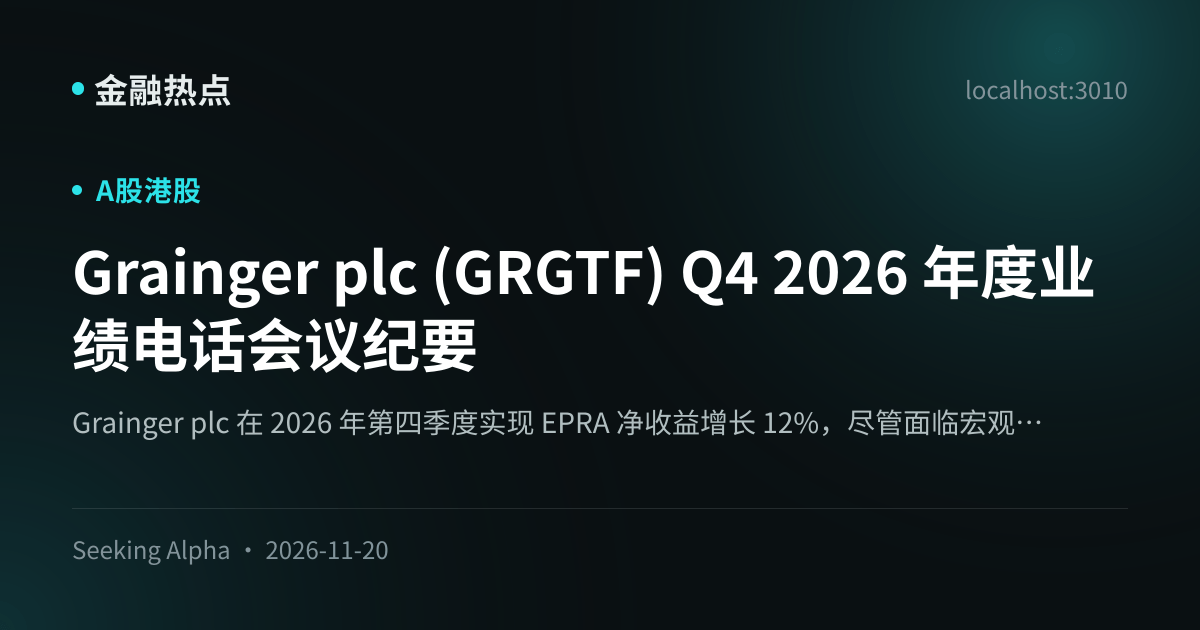 金融热点
localhost:3010
A股港股
Grainger plc (GRGTF) Q4 2026 年度业
绩电话会议纪要
Grainger plc 在 2026 年第四季度实现 EPRA 净收益增长 12%，尽管面临宏观…
Seeking Alpha · 2026-11-20